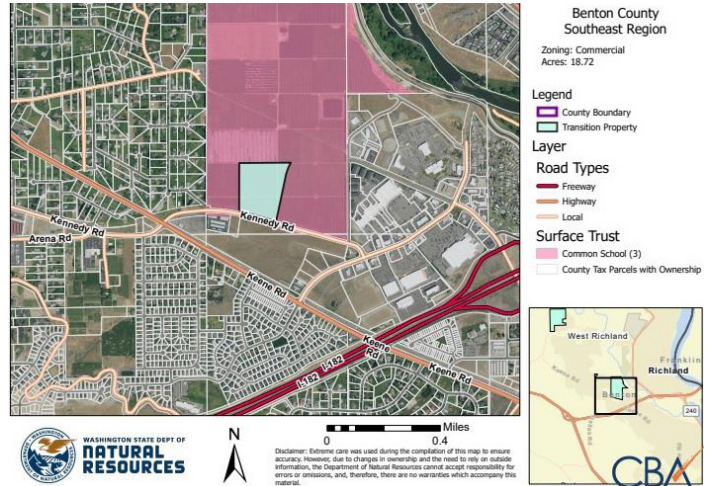 Benton County
Southeast Region
Zoning: Commercial
Acres: 18.72
Legend
County Boundary
Transition Property
Layer
Road Types
Freeway
Highway
Local
Surface Trust
Common School (3)
County Tax Parcels with Ownership
Kennedy Rd
Kennedy Rd
Arena Rd
Keene Rd
Keene Rd
Keene Rd
I-182
I-182
West Richland
Franklin
Richland
Keene Rd
Benton
240
WASHINGTON STATE DEPT OF
NATURAL
RESOURCES
N
Miles
0
0.4
Disclaimer: Extreme care was used during the compilation of this map to ensure
accuracy. However, due to changes in ownership and the need to rely on outside
information, the Department of Natural Resources cannot accept responsibility for
errors or omissions, and, therefore, there are no warranties which accompany this
material.
CBA